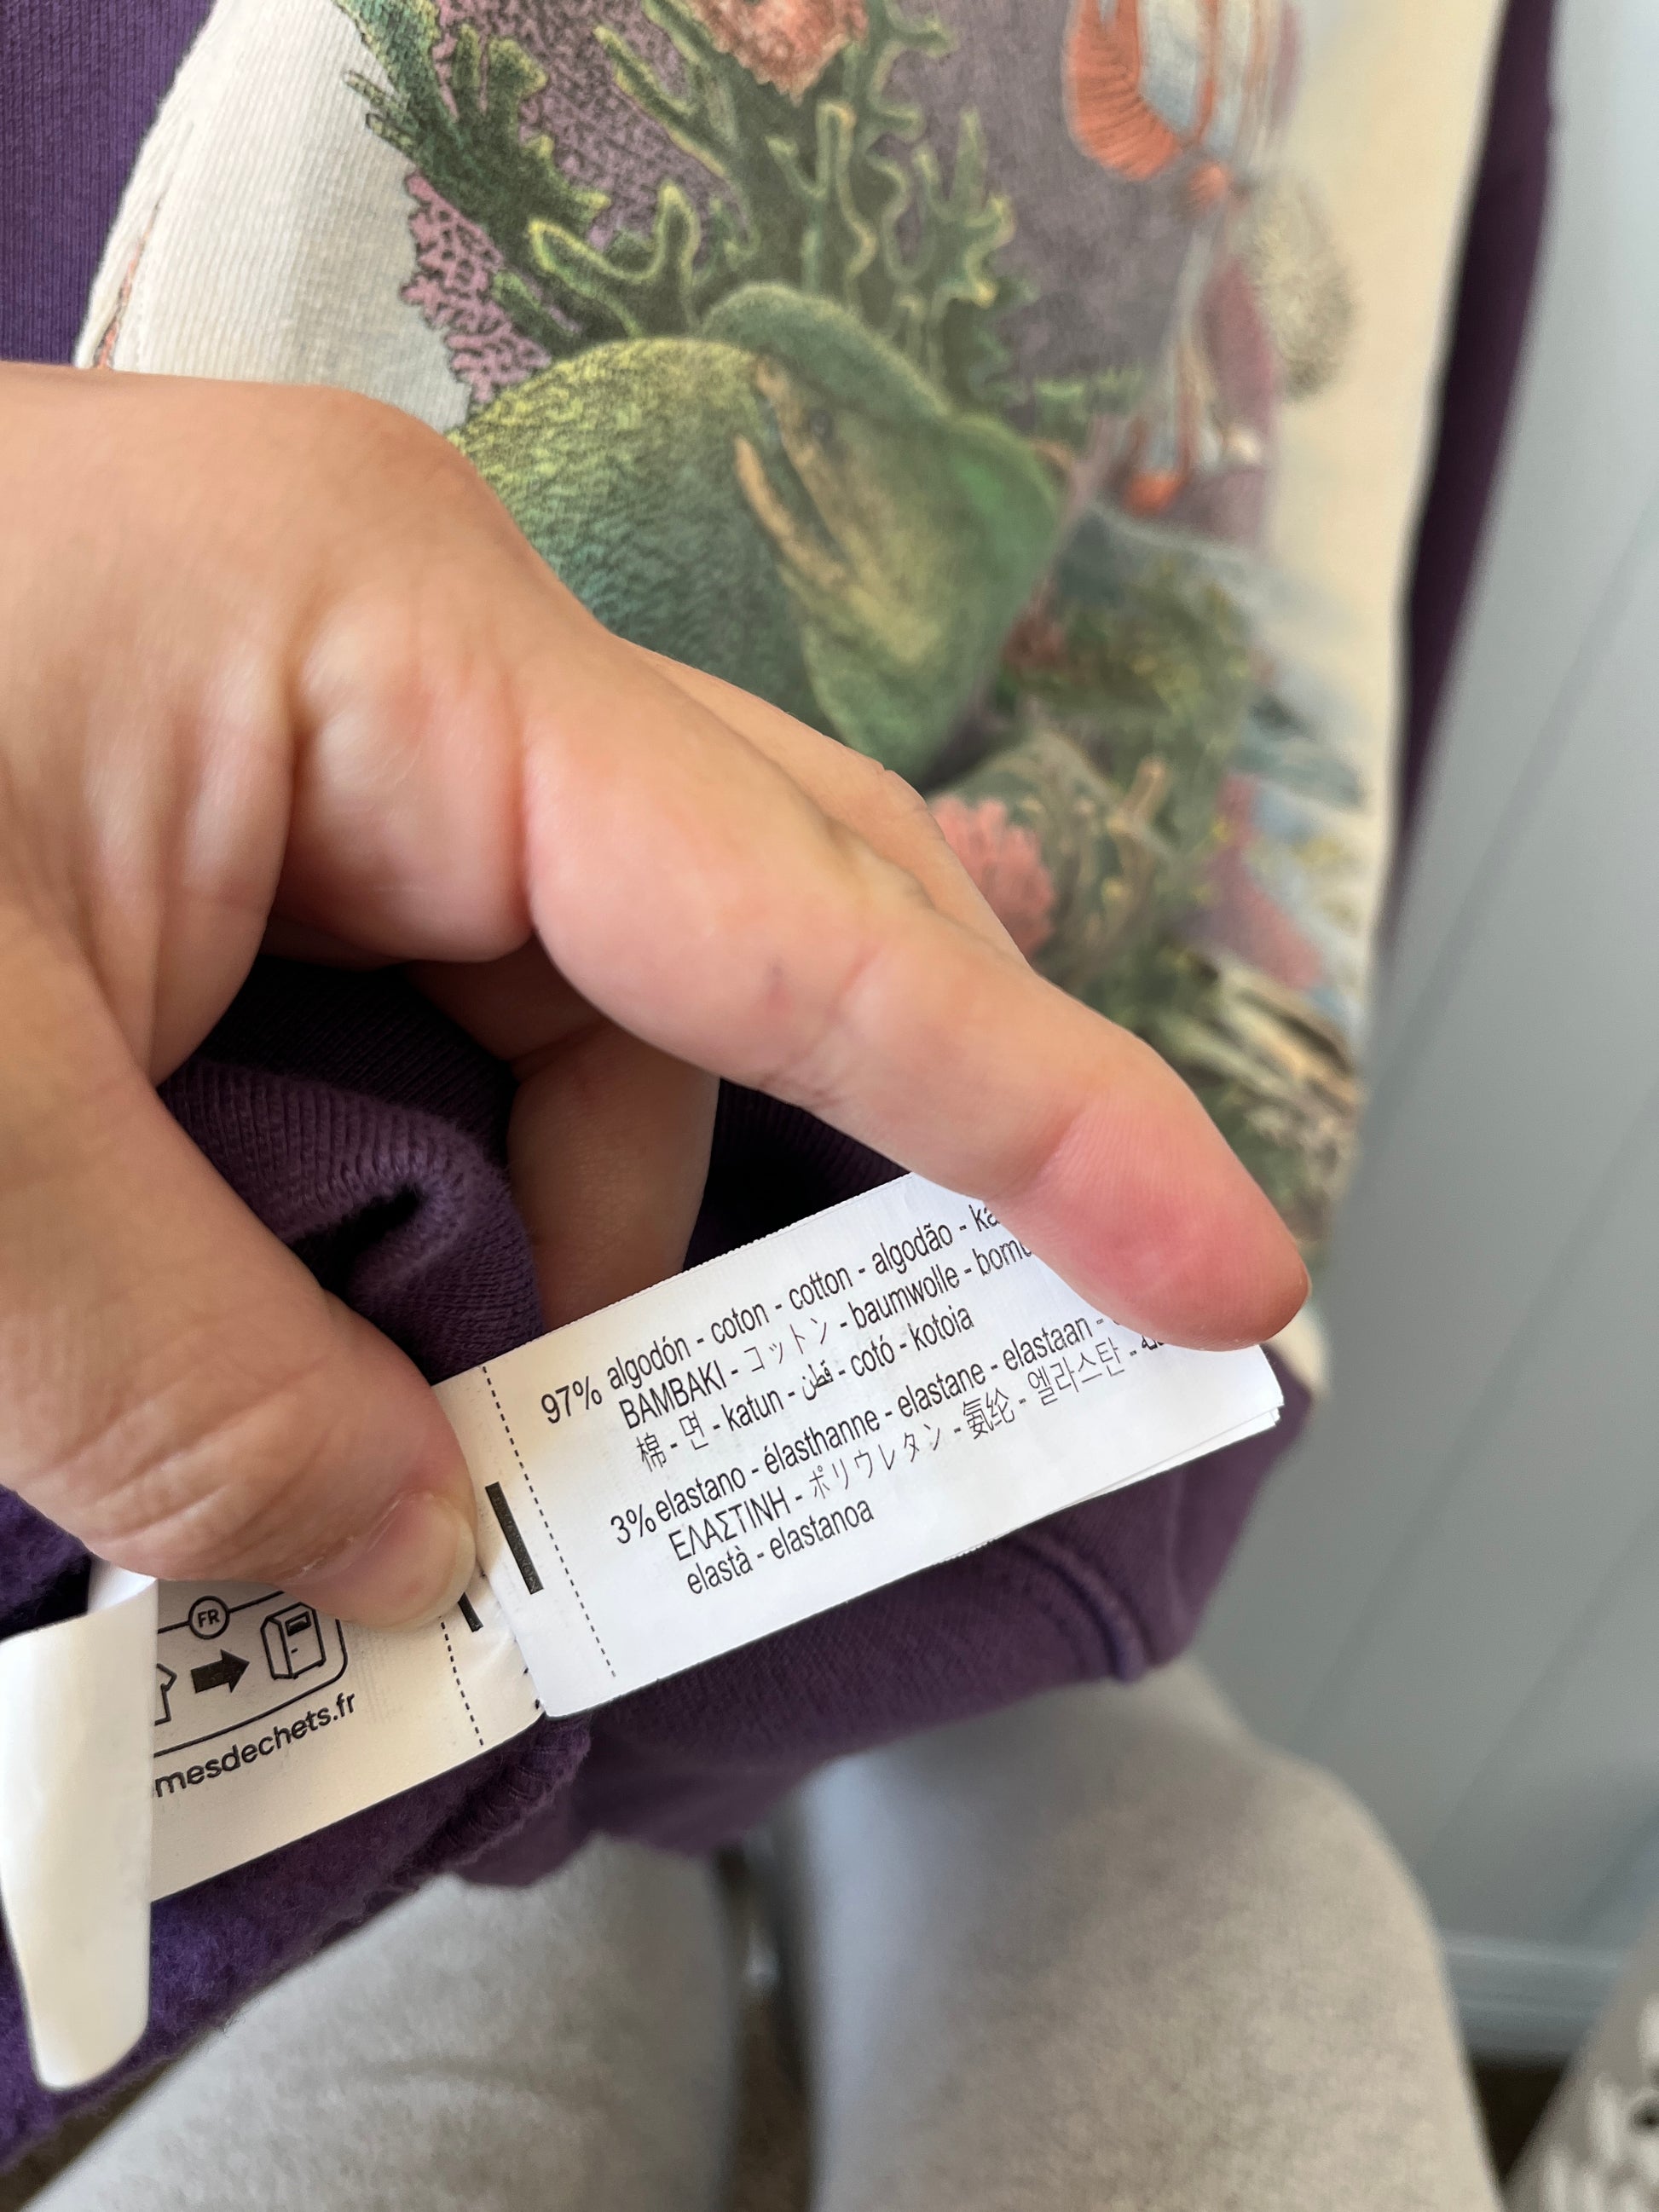 97% algodón - coton - cotton - algodão -
BAMBAKI - コットン - baumwolle -
棉 - 면 - katun - قطن - cotó - kotoia
3% elastano - élasthanne - elastane - elastaan -
ΕΛΑΣΤΙΝΗ - ポリウレタン - 氨纶 - 엘라스탄 -
elastà - elastanoa
FR
mesdechets.fr